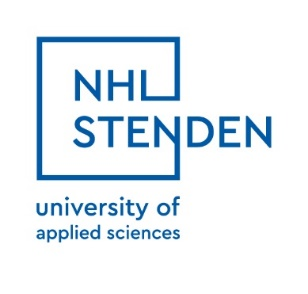 NHL
STENDEN
university of
applied sciences